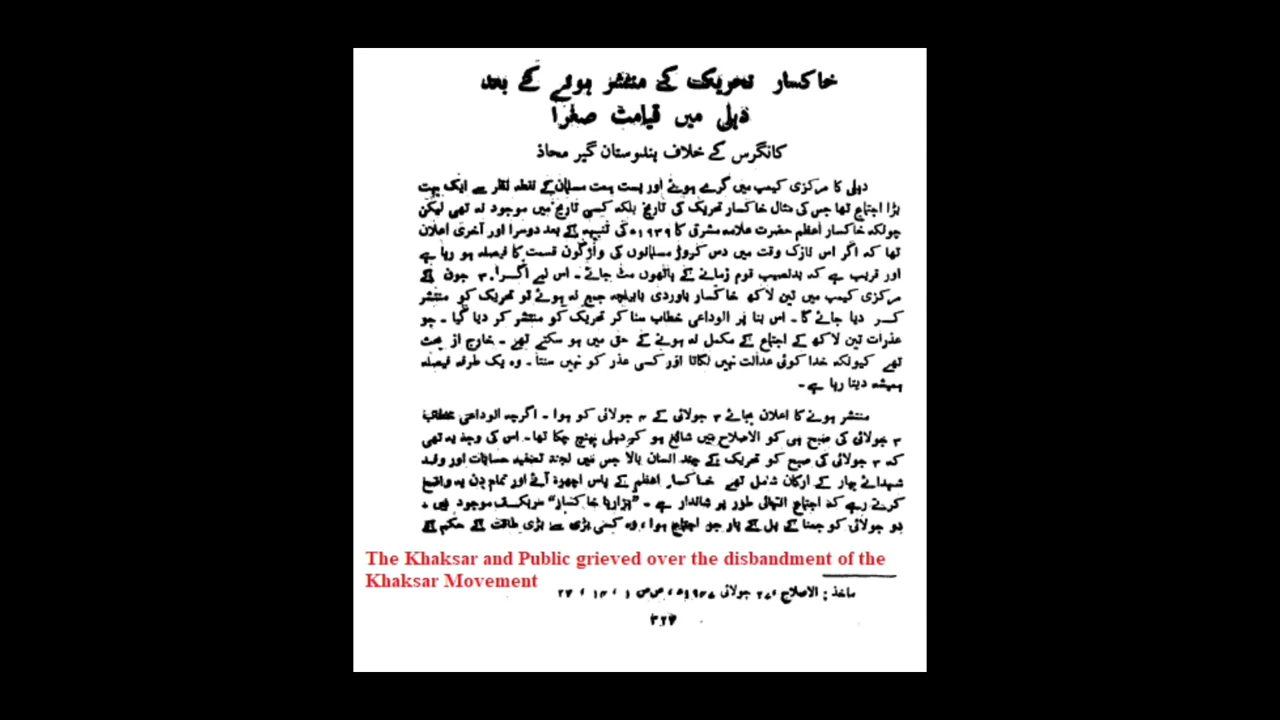 خاکسار تحریک کے منتشر ہونے کے بعد
دہلی میں قیامت صغرا
کانگرس کے خلاف ہندوستان گیر محاذ
دہلی کا مرکزی کیمپ میں گرے ہوئے اور پست ہمت مسلمان کے نقطہ نظر سے ایک بہت
بڑا اجتماع تھا جس کی مثال خاکسار تحریک کی تاریخ بلکہ کسی تاریخ میں موجود نہ تھی لیکن
چونکہ خاکسار اعظم حضرت علامہ مشرقی کا ۱۹۳۹ء کی تنبیہہ کے بعد دوسرا اور آخری اعلان
تھا کہ اگر اس نازک وقت میں دس کروڑ مسلمانوں کی واژگون قسمت کا فیصلہ ہو رہا ہے
اور قریب ہے کہ بدنصیب قوم زمانے کے ہاتھوں مٹ جائے ۔ اس لیے اگر ۳۰ جون کے
مرکزی کیمپ میں تین لاکھ خاکسار باوردی بابیلچہ جمع نہ ہوئے تو تحریک کو منتشر
کر دیا جائے گا ۔ اس بنا پر الوداعی خطاب سنا کر تحریک کو منتشر کر دیا گیا ۔ جو
عذرات تین لاکھ کے اجتماع کے مکمل نہ ہونے کے حق میں ہو سکتے تھے ۔ خارج از بحث
تھے کیونکہ خدا کوئی عدالت نہیں لگاتا اور کسی عذر کو نہیں سنتا ۔ وہ یک طرفہ فیصلہ
ہمیشہ دیتا رہا ہے ۔
منتشر ہونے کا اعلان بجائے ۳ جولائی کے ۴ جولائی کو ہوا ۔ اگرچہ الوداعی خطاب
۳ جولائی کی صبح ہی کو الاصلاح میں شائع ہو کر دہلی پہنچ چکا تھا ۔ اس کی وجہ یہ تھی
کہ ۳ جولائی کی صبح کو تحریک کے چند افسران بالا جس میں لجنۃ تنفیذ حسابات اور وفد
شہدائے چار کے ارکان شامل تھے خاکسار اعظم کے پاس اچھرہ آئے اور تمام دن یہ واضح
کرتے رہے کہ اجتماع انتہائی طور پر شاندار ہے ۔ "ہزارہا خاکسار" سربکف موجود ہیں ۔
جولائی کو جمنا کے پل کے پار جو اجتماع ہوا ، وہ کسی بڑی سے بڑی طاقت کے حکم کے
The Khaksar and Public grieved over the disbandment of the
Khaksar Movement
ماخذ : الاصلاح ، جولائی ۱۹۴۷ء ، ص ص ۱ ، ۱۳ ،